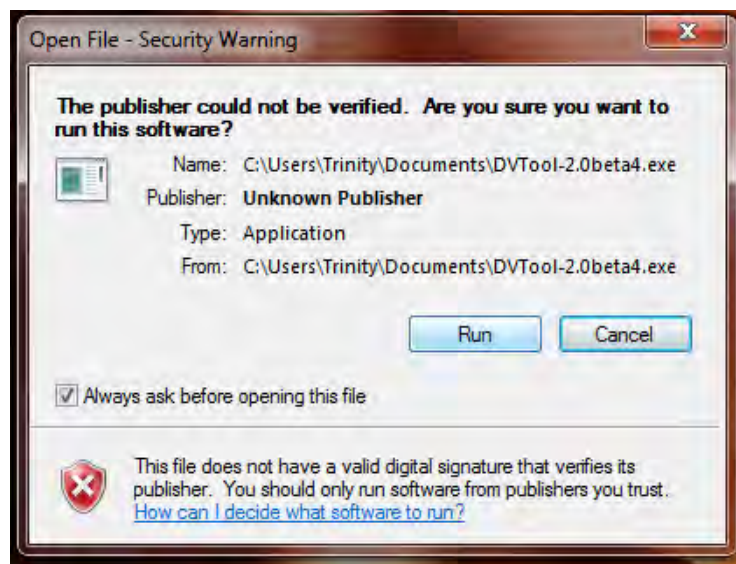 Open File - Security Warning
The publisher could not be verified. Are you sure you want to
run this software?
Name: C:\Users\Trinity\Documents\DVTool-2.0beta4.exe
Publisher: Unknown Publisher
Type: Application
From: C:\Users\Trinity\Documents\DVTool-2.0beta4.exe
Run Cancel
Always ask before opening this file
This file does not have a valid digital signature that verifies its
publisher. You should only run software from publishers you trust.
How can I decide what software to run?